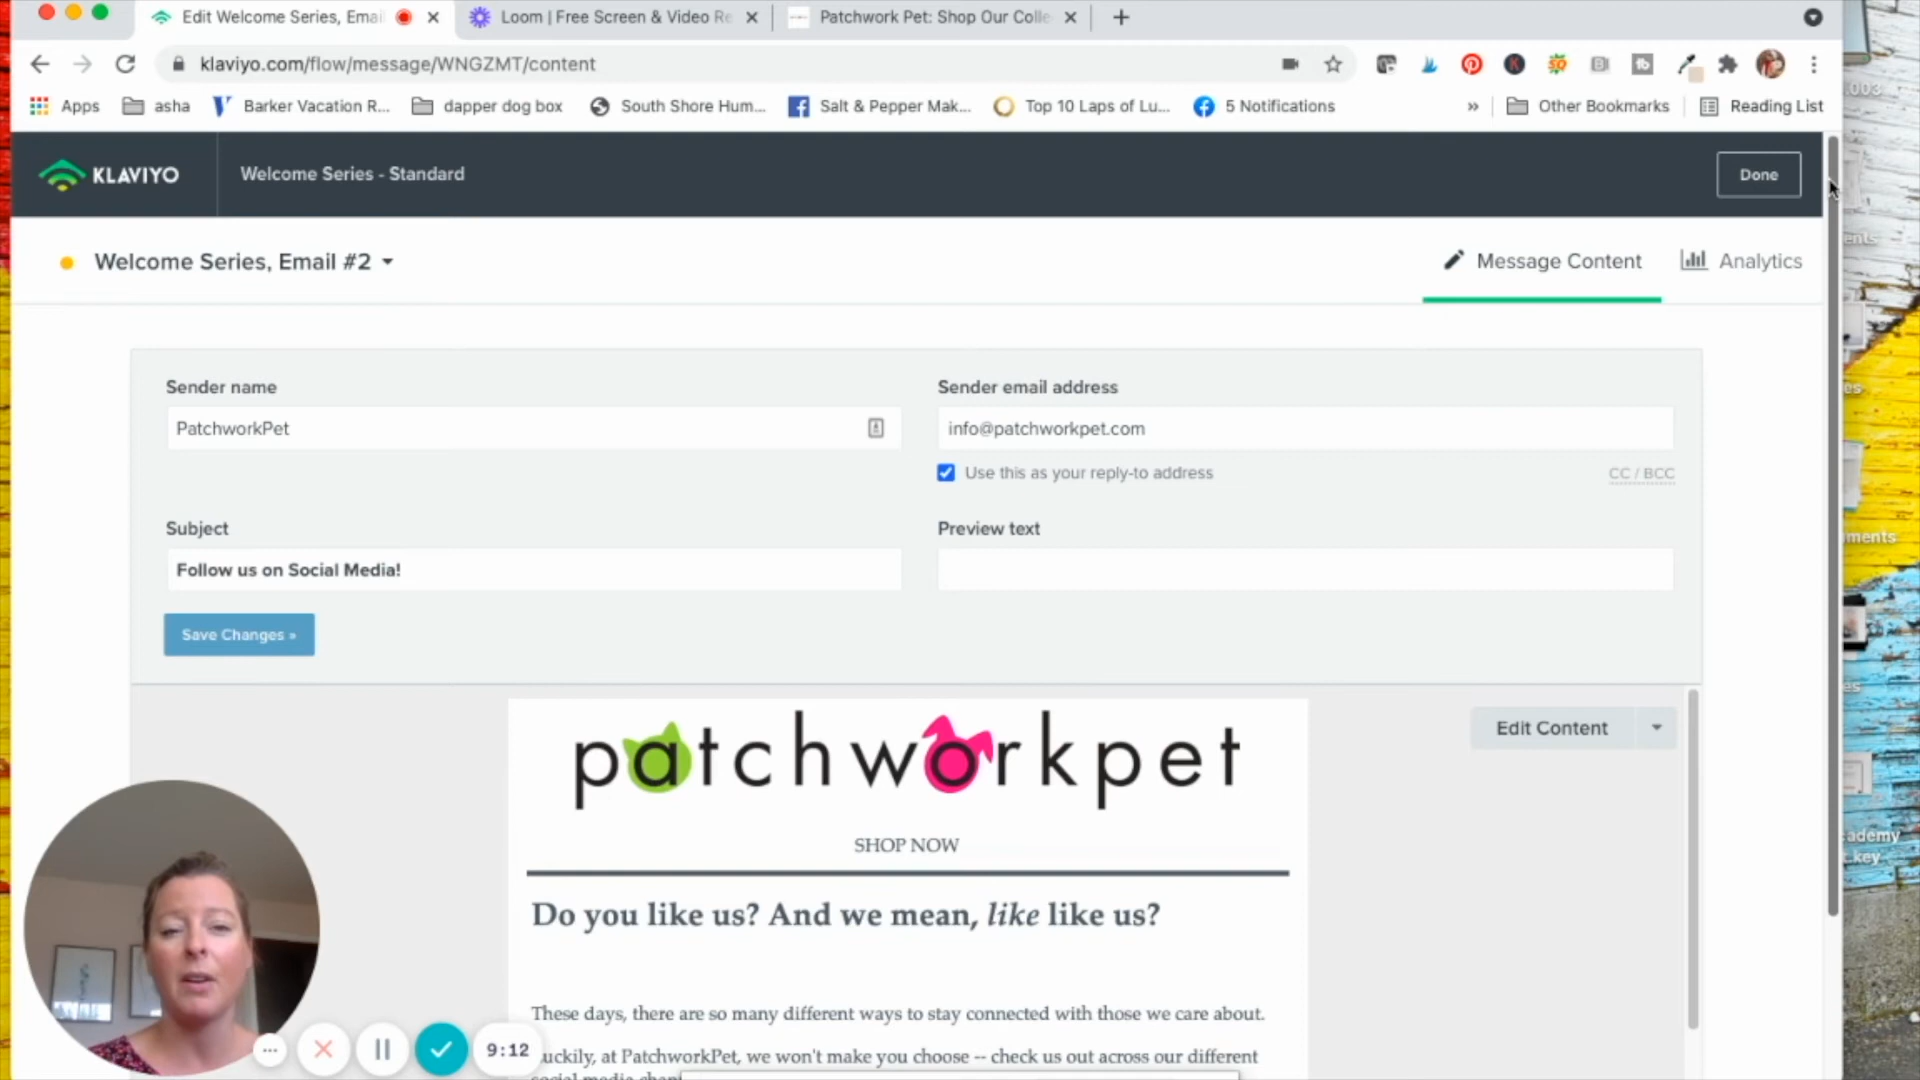 Edit Welcome Series, Emai
Loom | Free Screen & Video Re
Patchwork Pet: Shop Our Colle
klaviyo.com/flow/message/WNGZMT/content
Apps
asha
Barker Vacation R...
dapper dog box
South Shore Hum...
Salt & Pepper Mak...
Top 10 Laps of Lu...
5 Notifications
»
Other Bookmarks
Reading List
KLAVIYO
Welcome Series - Standard
Done
Welcome Series, Email #2
Message Content
Analytics
Sender name
Sender email address
PatchworkPet
info@patchworkpet.com
Use this as your reply-to address
CC / BCC
Subject
Preview text
Follow us on Social Media!
Save Changes »
Edit Content
patchworkpet
SHOP NOW
Do you like us? And we mean, like like us?
These days, there are so many different ways to stay connected with those we care about.
uckily, at PatchworkPet, we won't make you choose -- check us out across our different
9:12